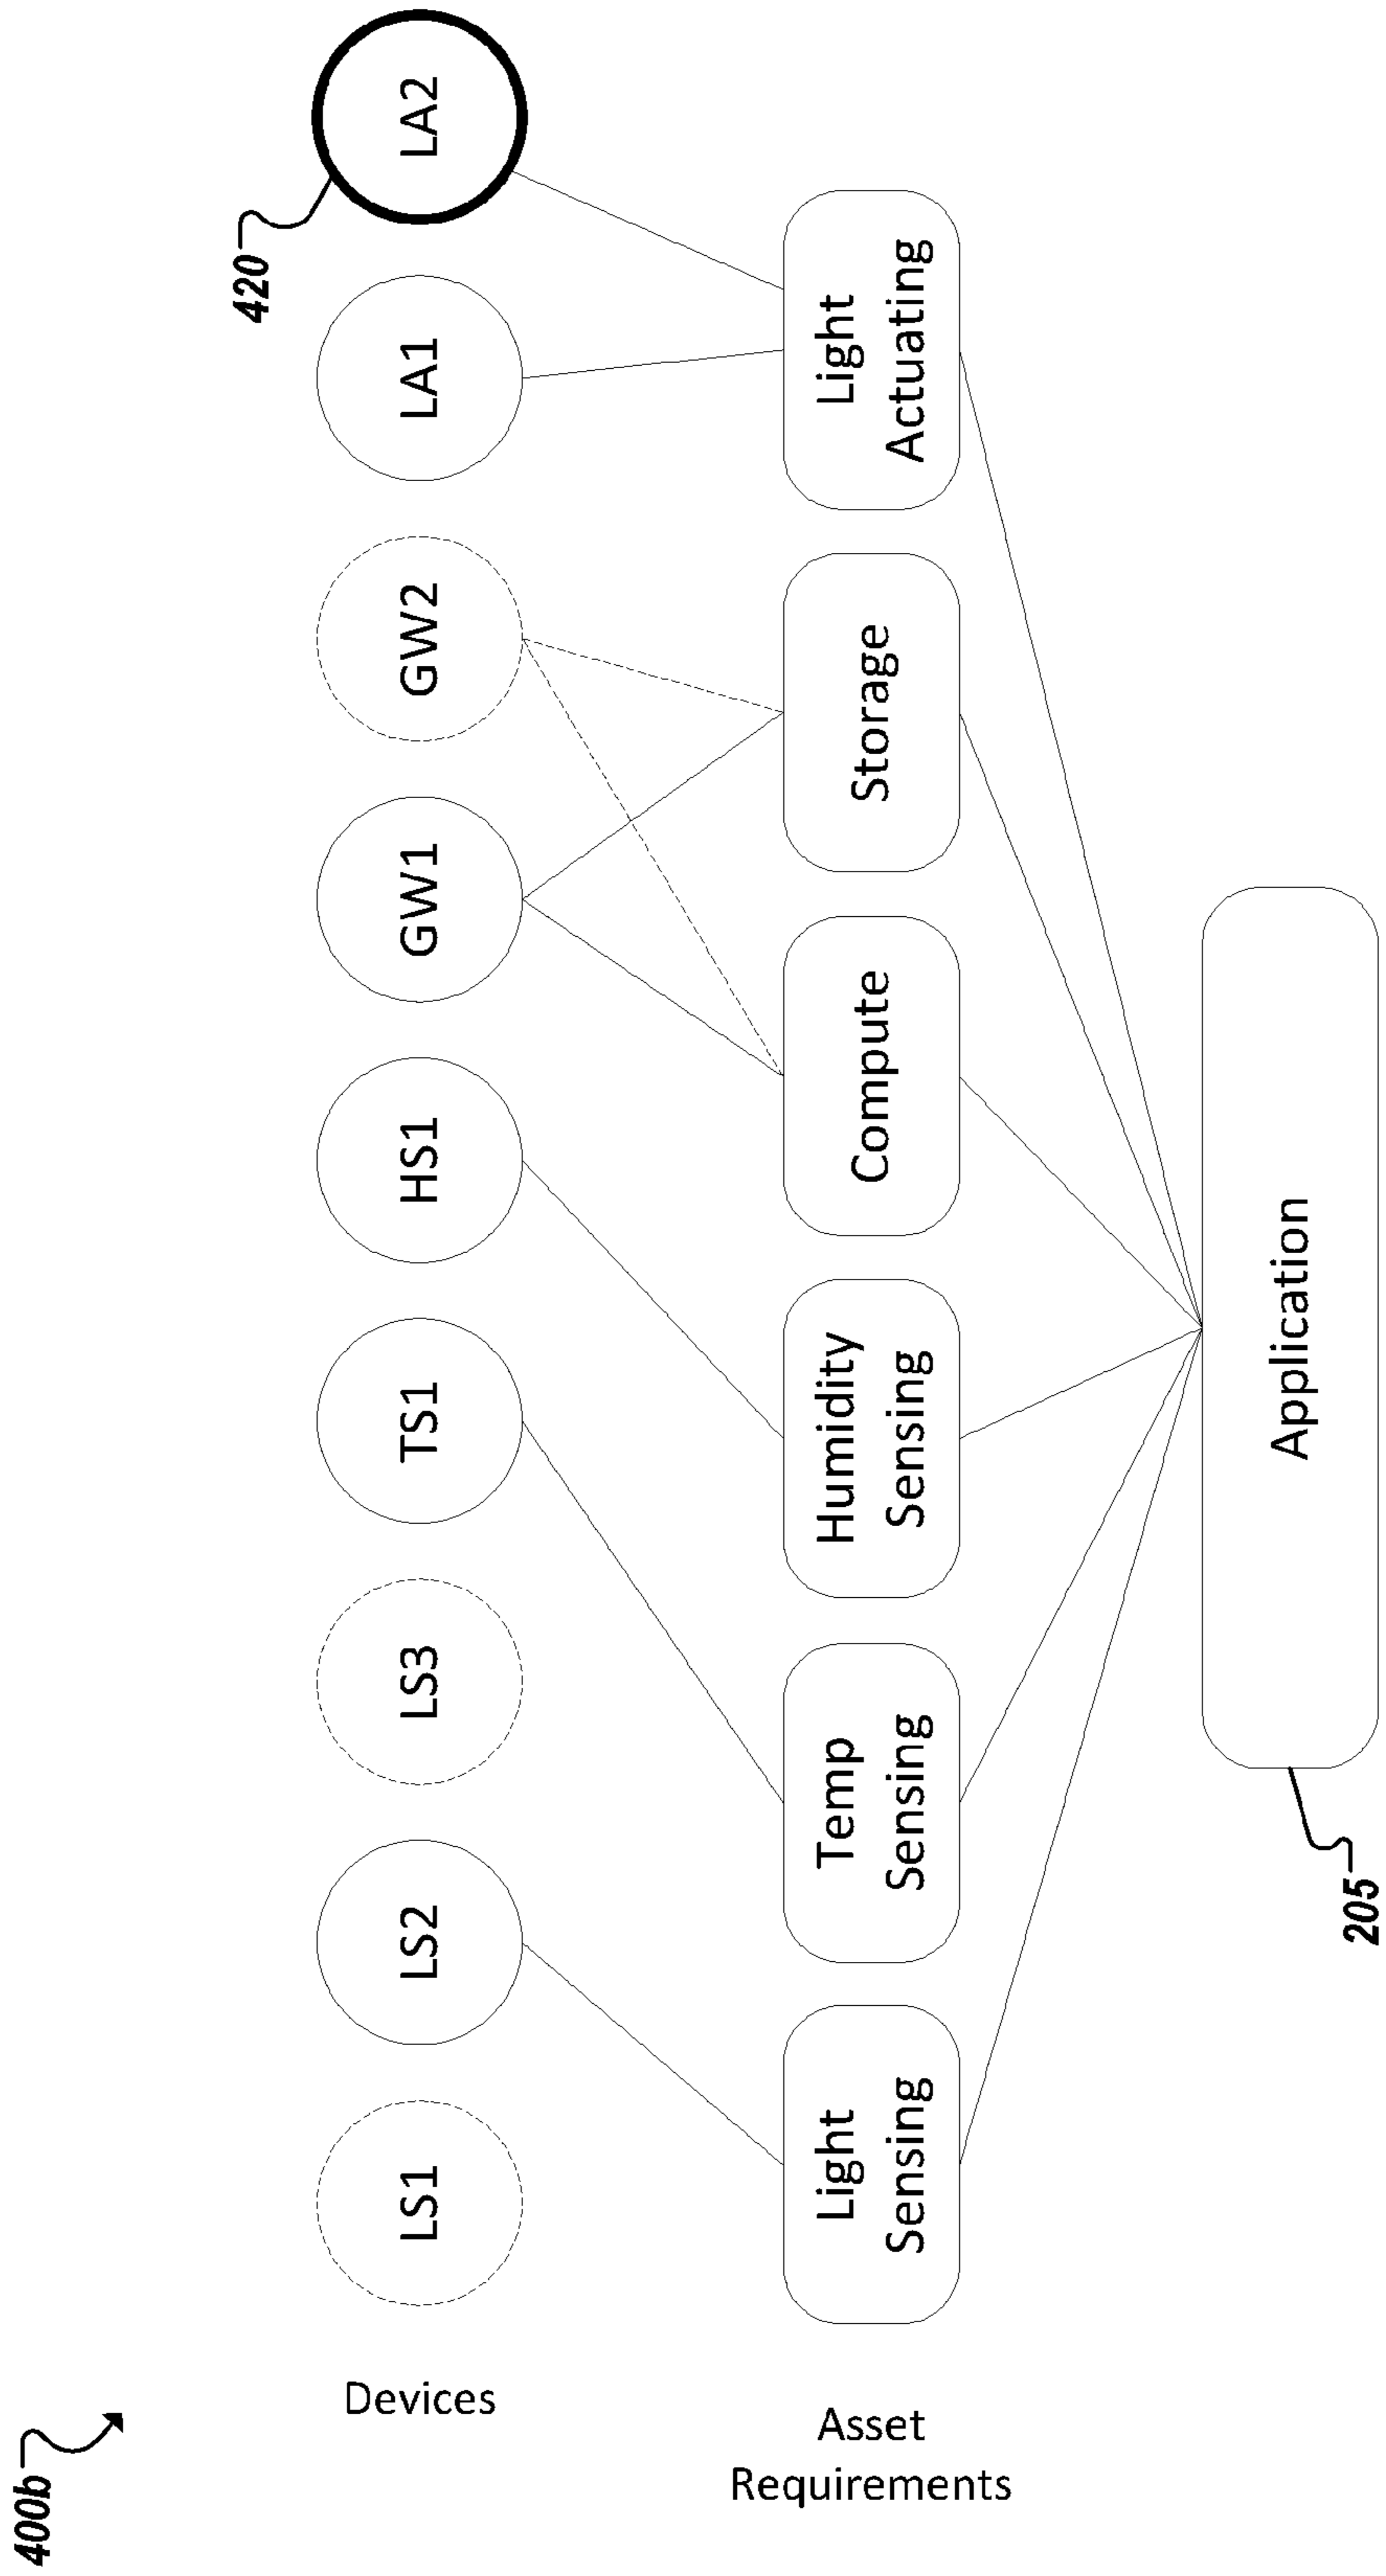 400b
420
Devices
LS1
LS2
LS3
TS1
HS1
GW1
GW2
LA1
LA2
Asset
Requirements
Light
Sensing
Temp
Sensing
Humidity
Sensing
Compute
Storage
Light
Actuating
Application
205